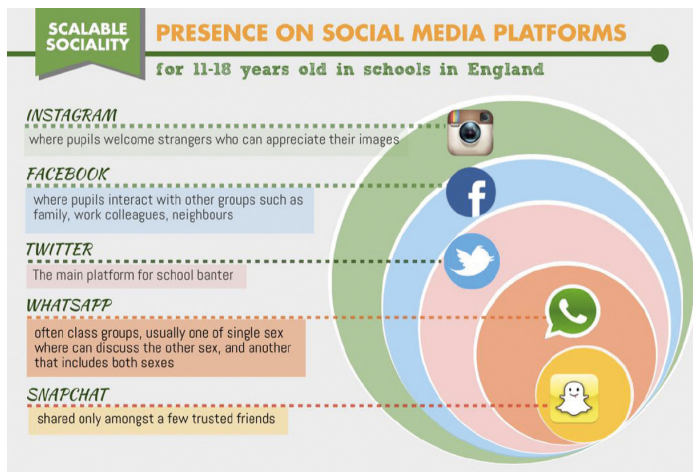 SCALABLE
SOCIALITY
PRESENCE ON SOCIAL MEDIA PLATFORMS
for 11-18 years old in schools in England
INSTAGRAM
where pupils welcome strangers who can appreciate their images
FACEBOOK
where pupils interact with other groups such as
family, work colleagues, neighbours
TWITTER
The main platform for school banter
WHATSAPP
often class groups, usually one of single sex
where can discuss the other sex, and another
that includes both sexes
SNAPCHAT
shared only amongst a few trusted friends